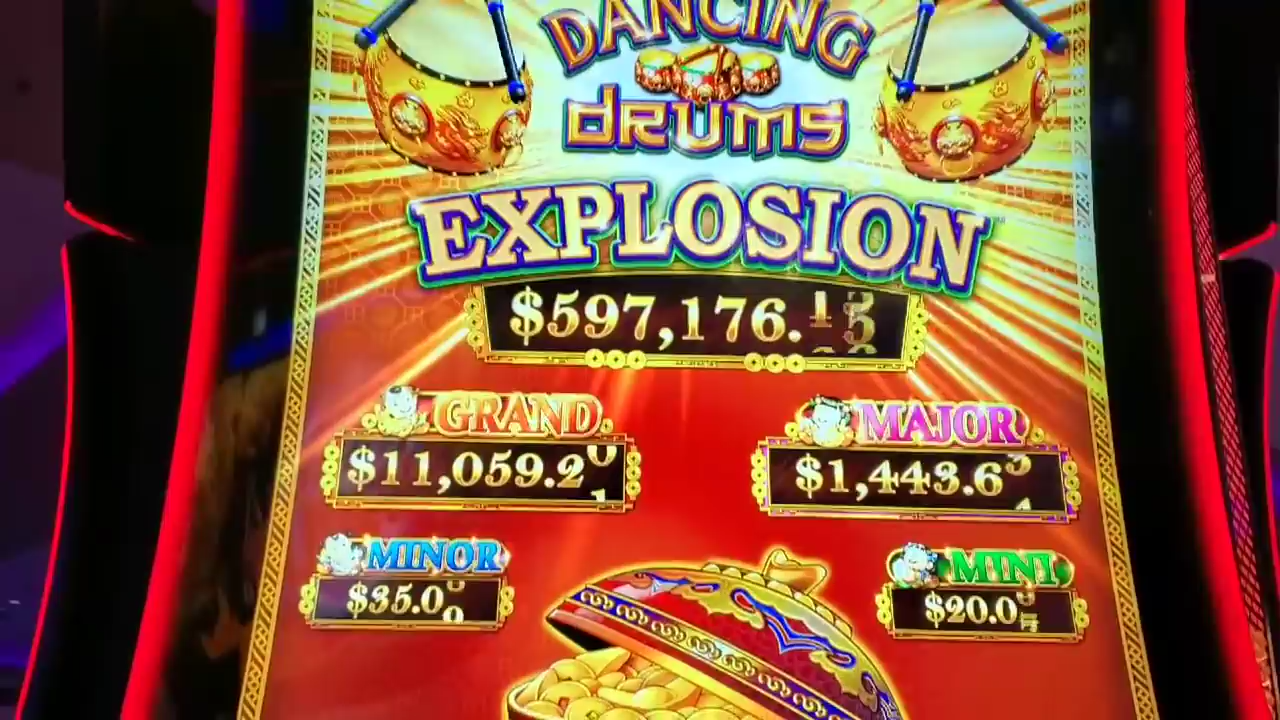 DANCING
DRUMS
EXPLOSION
$597,176.15
GRAND
MAJOR
$11,059.2
$1,443.6
MINOR
MINI
$35.0
$20.0